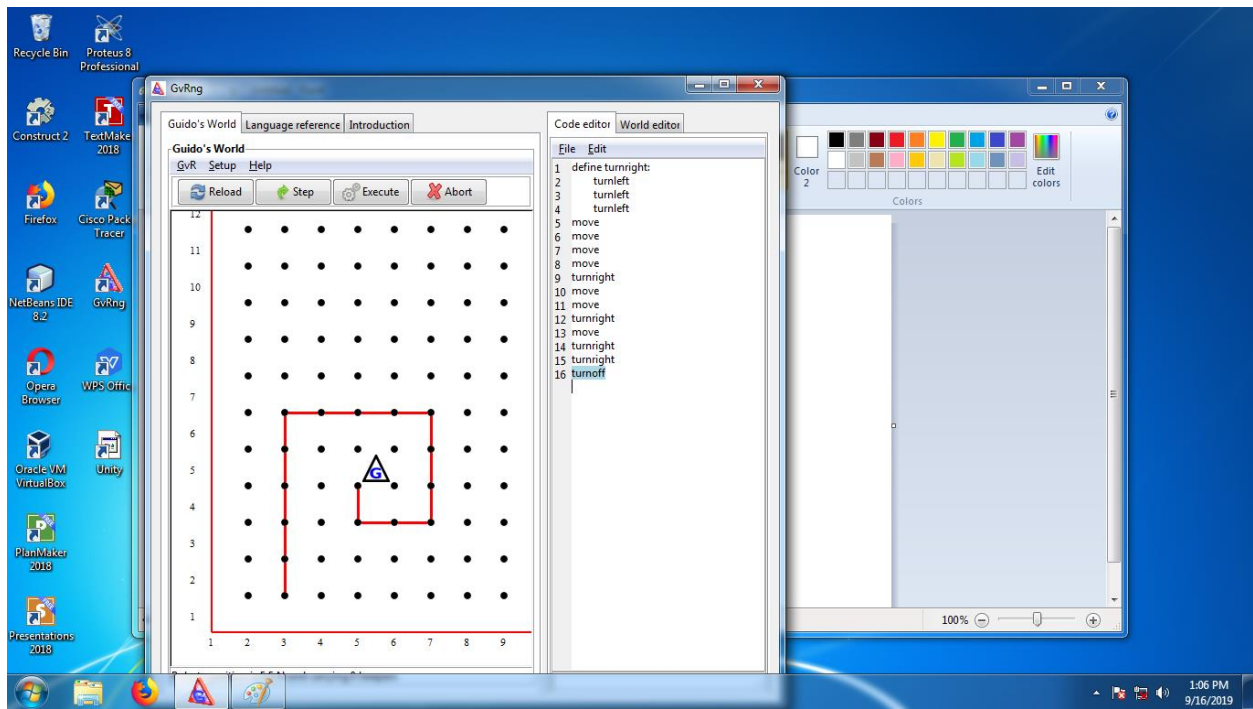 Recycle Bin
Proteus 8
Professional
Construct 2
TextMaker
2018
Firefox
Cisco Pack
Tracer
NetBeans IDE
8.2
GvRng
Opera
Browser
WPS Offic
Oracle VM
VirtualBox
Unity
PlanMaker
2018
Presentations
2018
GvRng
Guido's World
Language reference
Introduction
Guido's World
GvR Setup Help
Reload
Step
Execute
Abort
12
11
10
9
8
7
6
5
4
3
2
1
1 2 3 4 5 6 7 8 9
G
Code editor
World editor
File Edit
1 define turnright:
2 turnleft
3 turnleft
4 turnleft
5 move
6 move
7 move
8 move
9 turnright
10 move
11 move
12 turnright
13 move
14 turnright
15 turnright
16 turnoff
Color
2
Edit
colors
Colors
100%
1:06 PM
9/16/2019